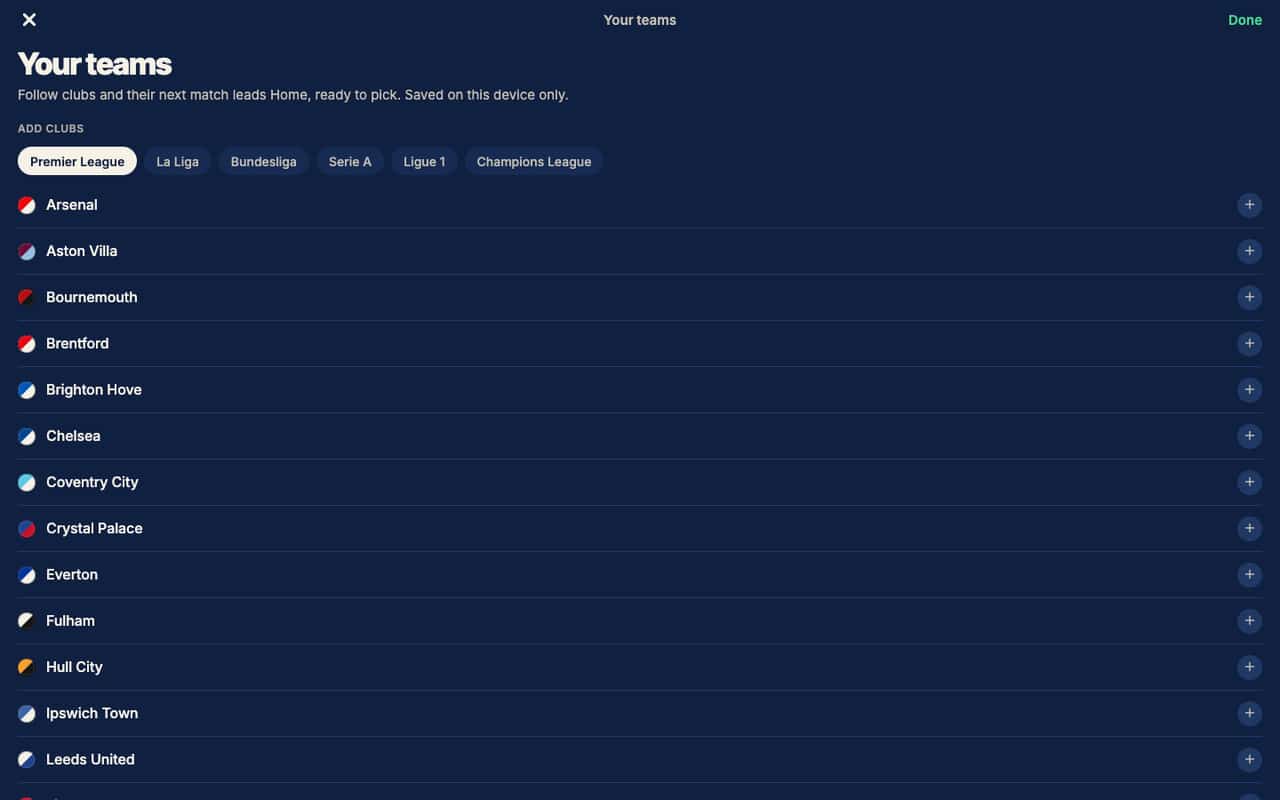 Your teams
Done
Your teams
Follow clubs and their next match leads Home, ready to pick. Saved on this device only.
ADD CLUBS
Premier League
La Liga
Bundesliga
Serie A
Ligue 1
Champions League
Arsenal
Aston Villa
Bournemouth
Brentford
Brighton Hove
Chelsea
Coventry City
Crystal Palace
Everton
Fulham
Hull City
Ipswich Town
Leeds United